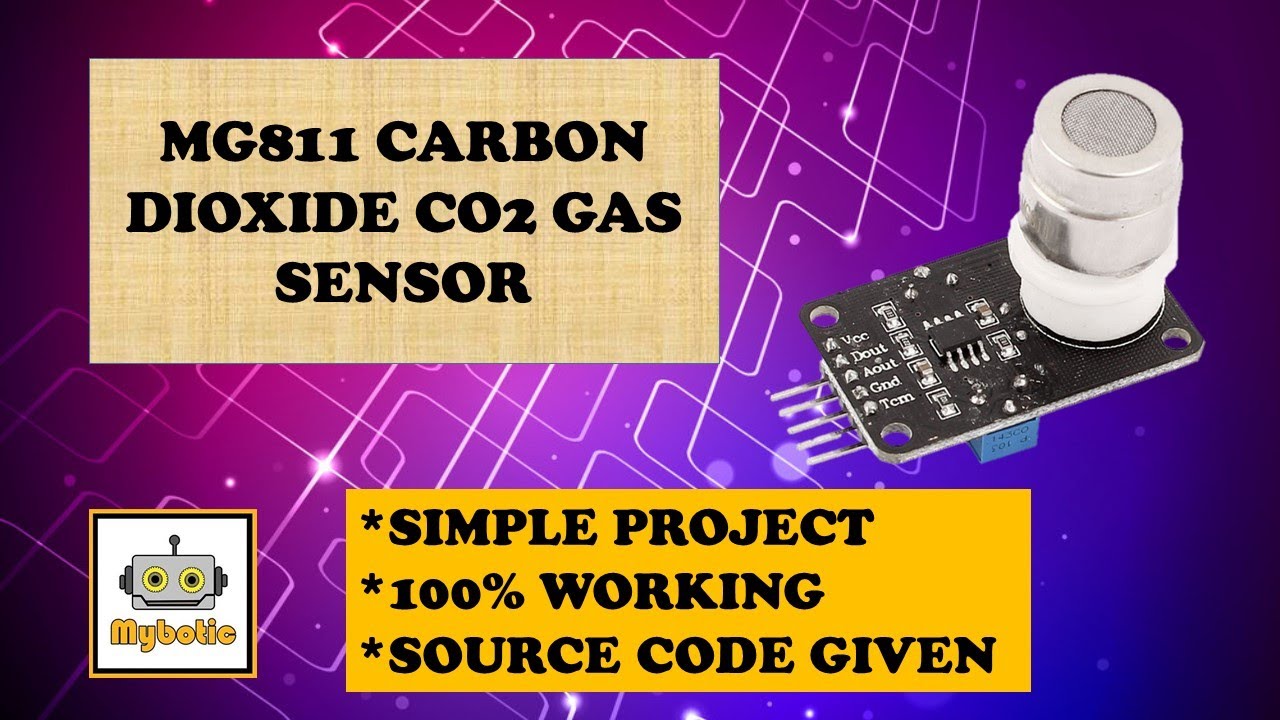 MG811 CARBON
DIOXIDE CO2 GAS
SENSOR
Vcc
Dout
Aout
Gnd
Tcm
*SIMPLE PROJECT
*100% WORKING
*SOURCE CODE GIVEN
Mybotic